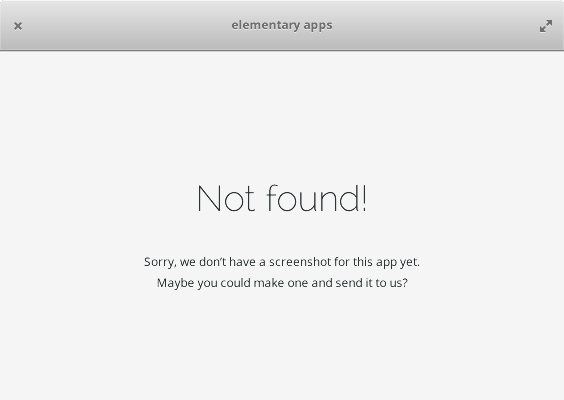 elementary apps
Not found!
Sorry, we don’t have a screenshot for this app yet.
Maybe you could make one and send it to us?